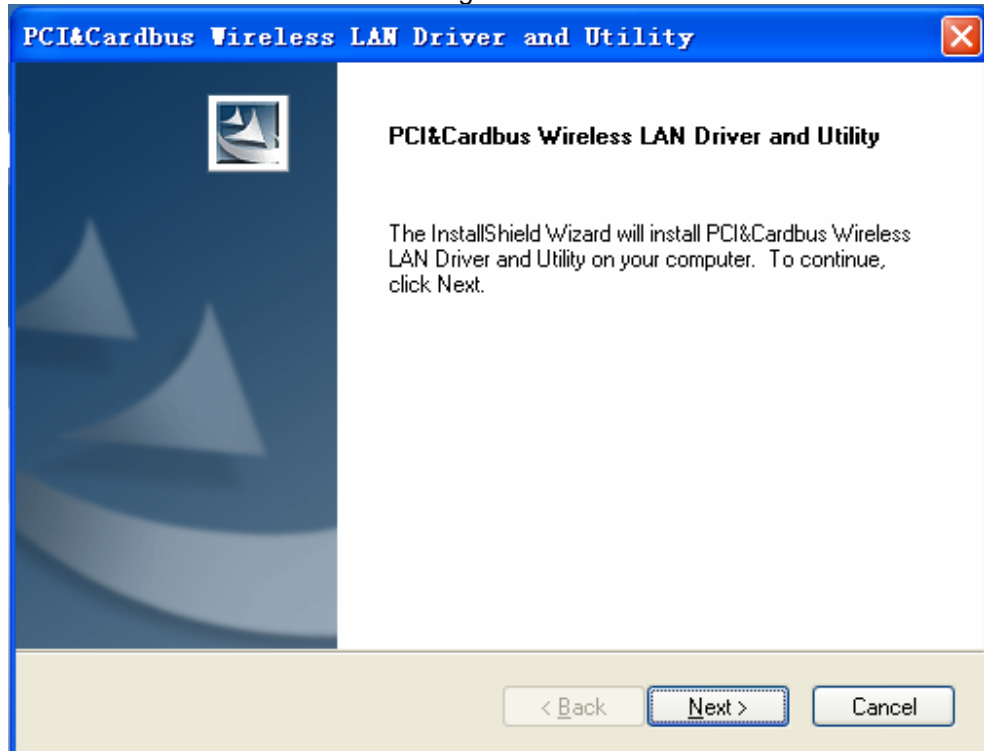 PCI&Cardbus Wireless LAN Driver and Utility
PCI&Cardbus Wireless LAN Driver and Utility
The InstallShield Wizard will install PCI&Cardbus Wireless
LAN Driver and Utility on your computer. To continue,
click Next.
< Back Next > Cancel